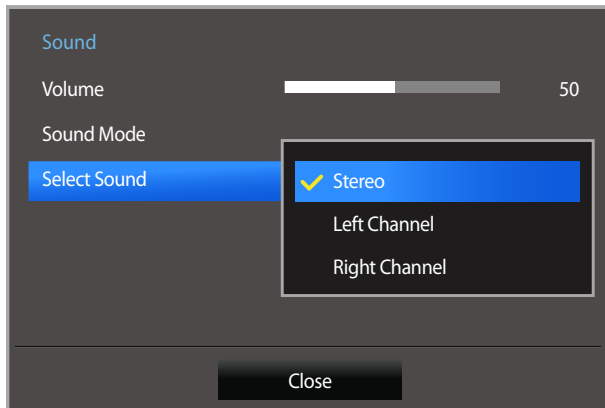 Sound
Volume 50
Sound Mode
Select Sound
Stereo
Left Channel
Right Channel
Close